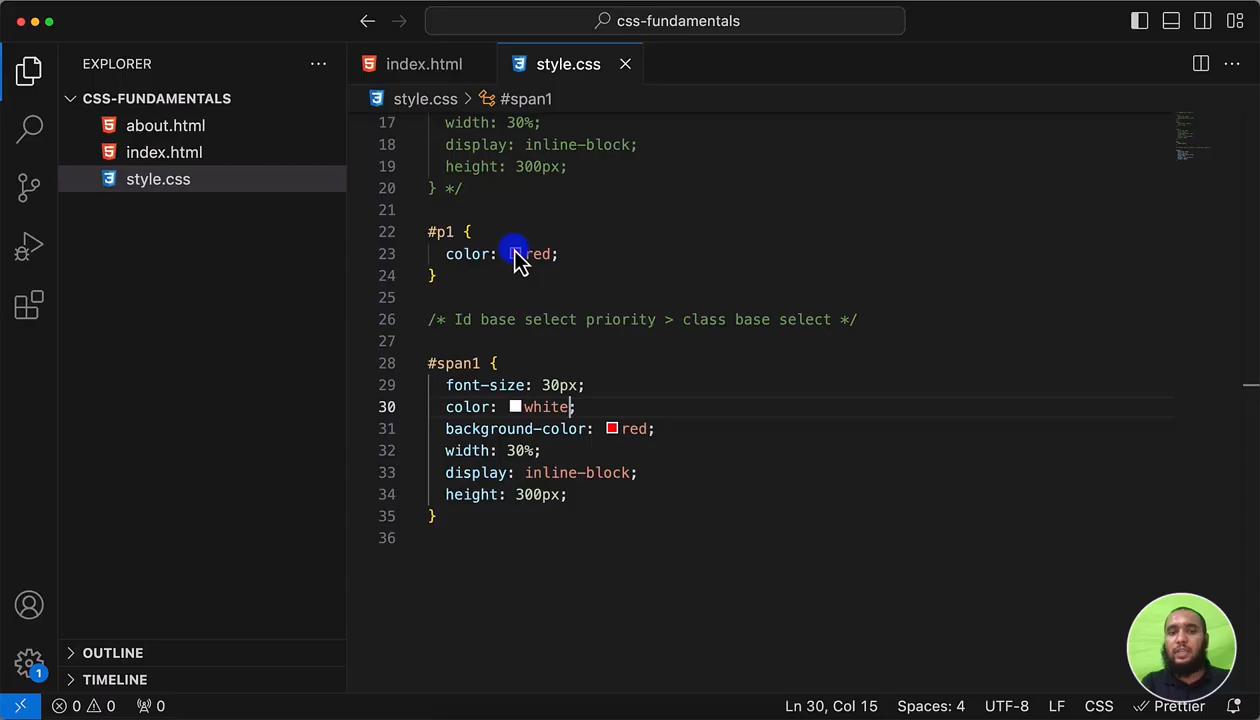 css-fundamentals
EXPLORER
index.html
style.css
CSS-FUNDAMENTALS
style.css > #span1
about.html
index.html
style.css
17 width: 30%;
18 display: inline-block;
19 height: 300px;
20 } */
21
22 #p1 {
23 color: red;
24 }
25
26 /* Id base select priority > class base select */
27
28 #span1 {
29 font-size: 30px;
30 color: white;
31 background-color: red;
32 width: 30%;
33 display: inline-block;
34 height: 300px;
35 }
36
OUTLINE
TIMELINE
1
0 0 0
Ln 30, Col 15
Spaces: 4
UTF-8
LF
CSS
Prettier